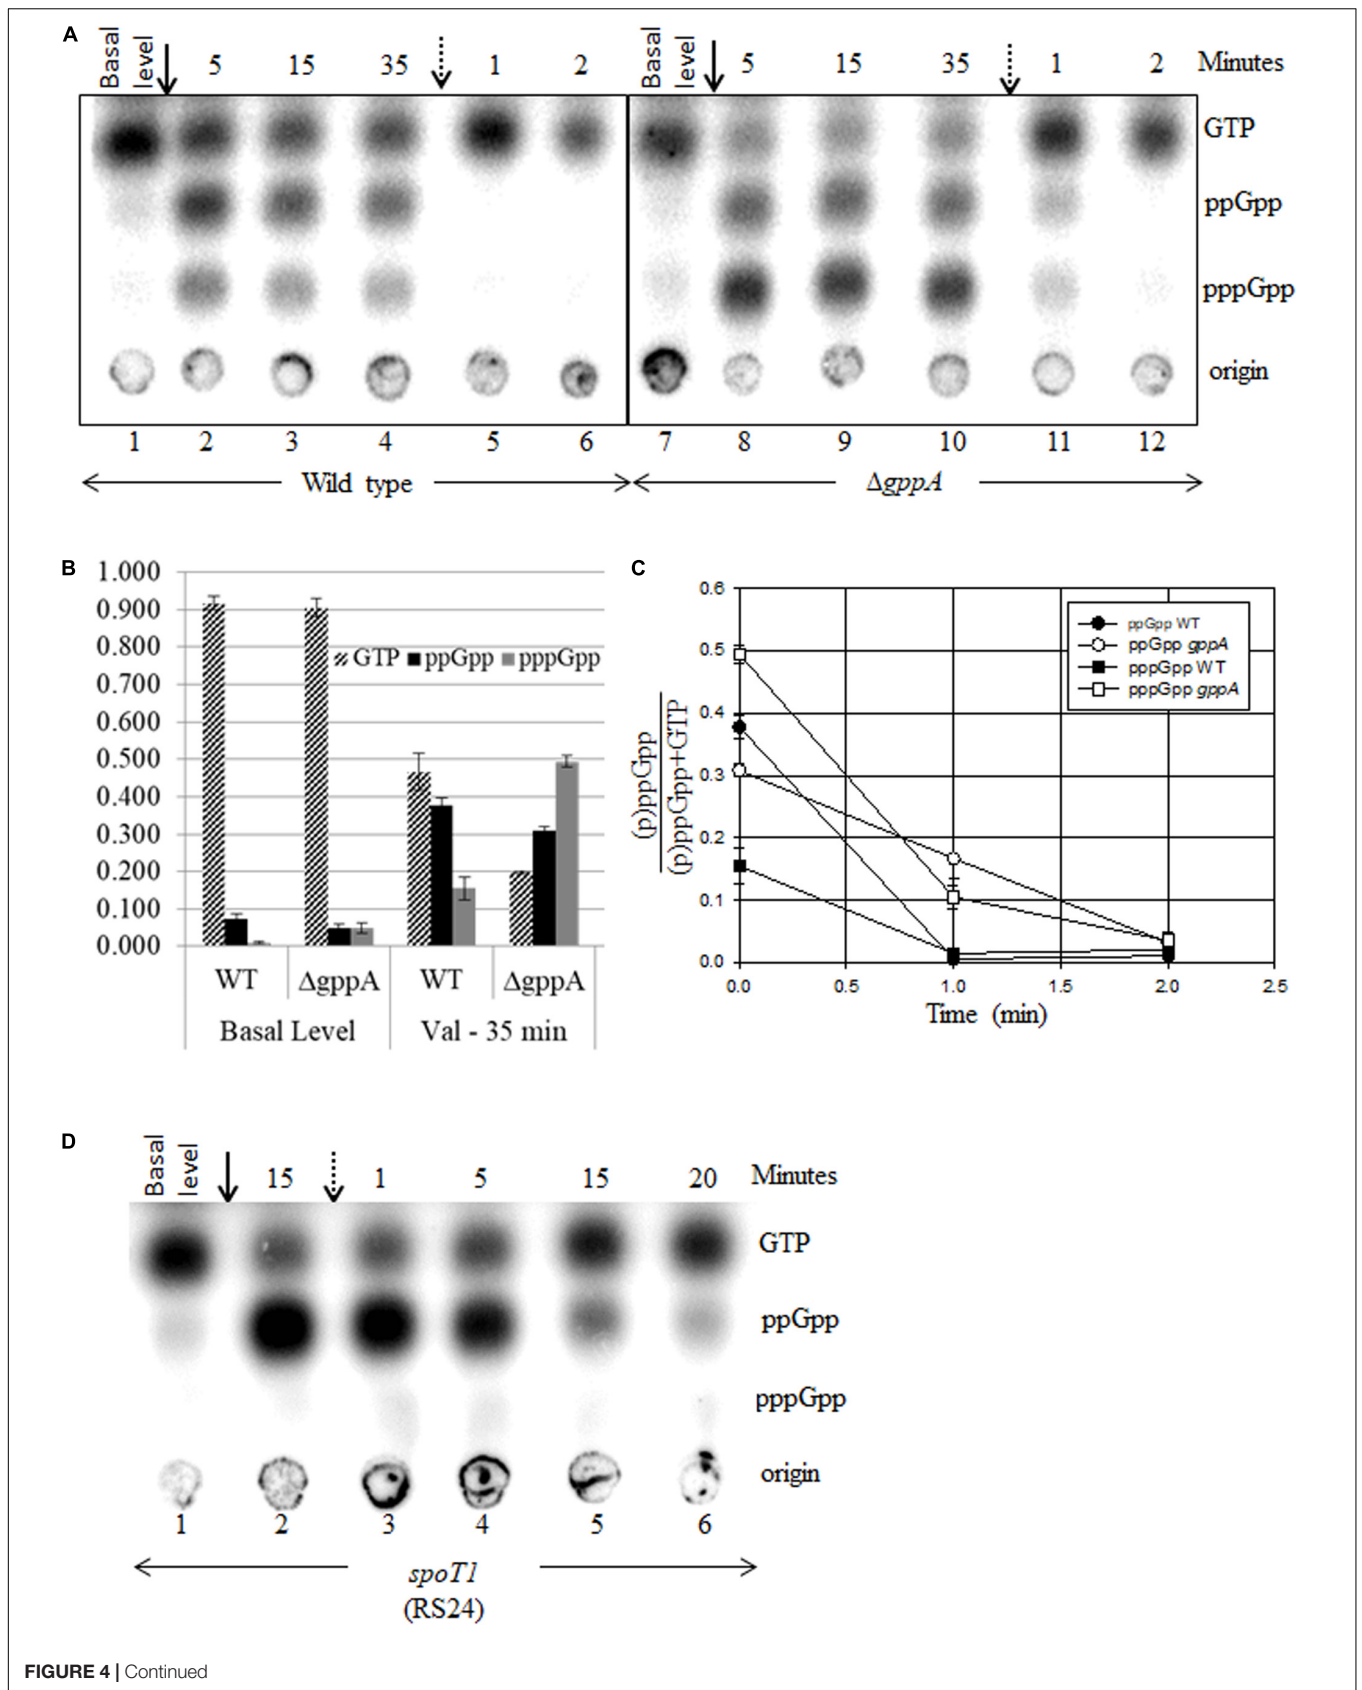 A
Basal level 5 15 35 1 2 Basal level 5 15 35 1 2 Minutes
GTP
ppGpp
pppGpp
origin
1 2 3 4 5 6 7 8 9 10 11 12
Wild type ΔgppA
B
1.000
0.900
0.800
0.700
0.600
0.500
0.400
0.300
0.200
0.100
0.000
GTP ppGpp pppGpp
WT ΔgppA WT ΔgppA
Basal Level Val - 35 min
C
0.6
0.5
0.4
0.3
0.2
0.1
0.0
(p)ppGpp
(p)ppGpp+GTP
ppGpp WT
ppGpp gppA
pppGpp WT
pppGpp gppA
0.0 0.5 1.0 1.5 2.0 2.5
Time (min)
D
Basal level 15 1 5 15 20 Minutes
GTP
ppGpp
pppGpp
origin
1 2 3 4 5 6
spoT1
(RS24)
FIGURE 4 | Continued